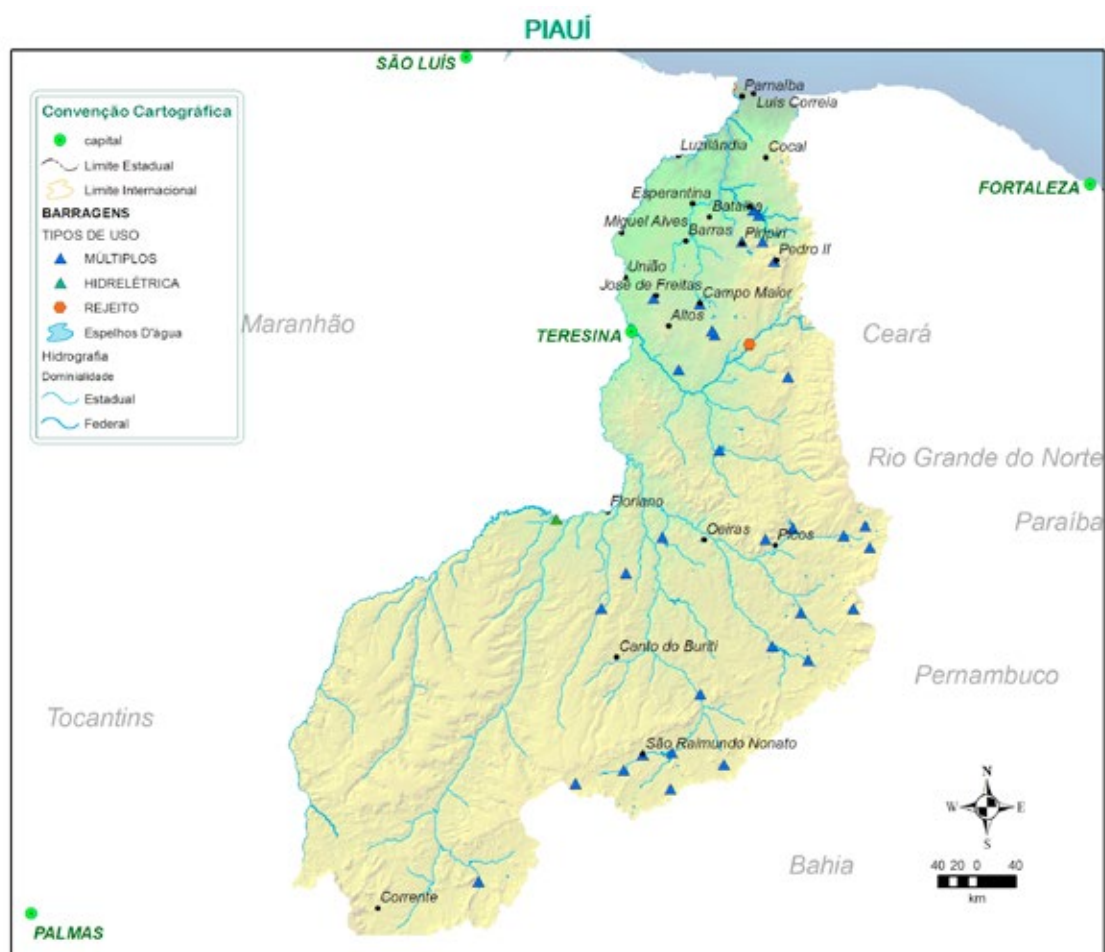 PIAUÍ
SÃO LUÍS
Convenção Cartográfica
capital
Limite Estadual
Limite Internacional
BARRAGENS
TIPOS DE USO
MÚLTIPLOS
HIDRELÉTRICA
REJEITO
Espelhos D'água
Hidrografia
Dominialidade
Estadual
Federal
Parnaíba
Luís Correia
Luzilândia
Cocal
FORTALEZA
Esperantina
Batalha
Miguel Alves
Barras
Piripiri
Pedro II
União
José de Freitas
Campo Maior
Maranhão
Altos
TERESINA
Ceará
Rio Grande do Norte
Floriano
Paraíba
Oeiras
Picos
Canto do Buriti
Pernambuco
Tocantins
São Raimundo Nonato
N
W
E
S
Bahia
40 20 0 40
km
Corrente
PALMAS